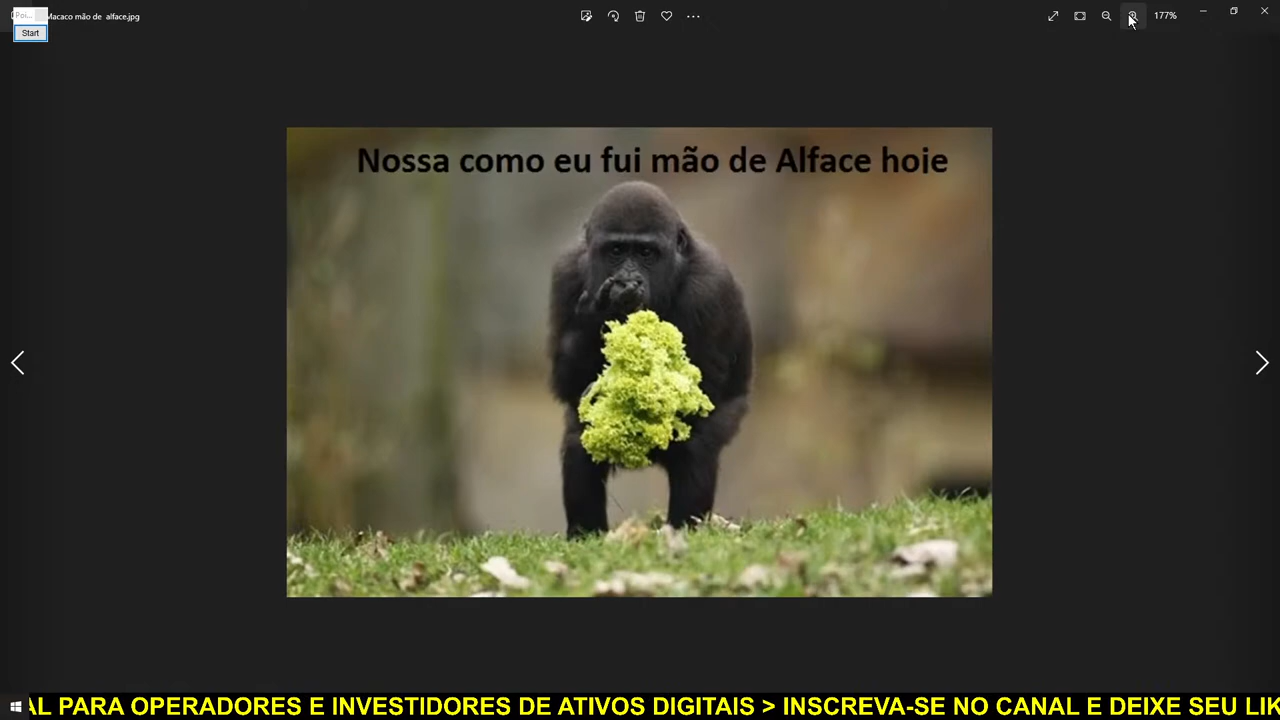 Macaco mão de alface.jpg
177%
Start
Nossa como eu fui mão de Alface hoje
AL PARA OPERADORES E INVESTIDORES DE ATIVOS DIGITAIS > INSCREVA-SE NO CANAL E DEIXE SEU LIK